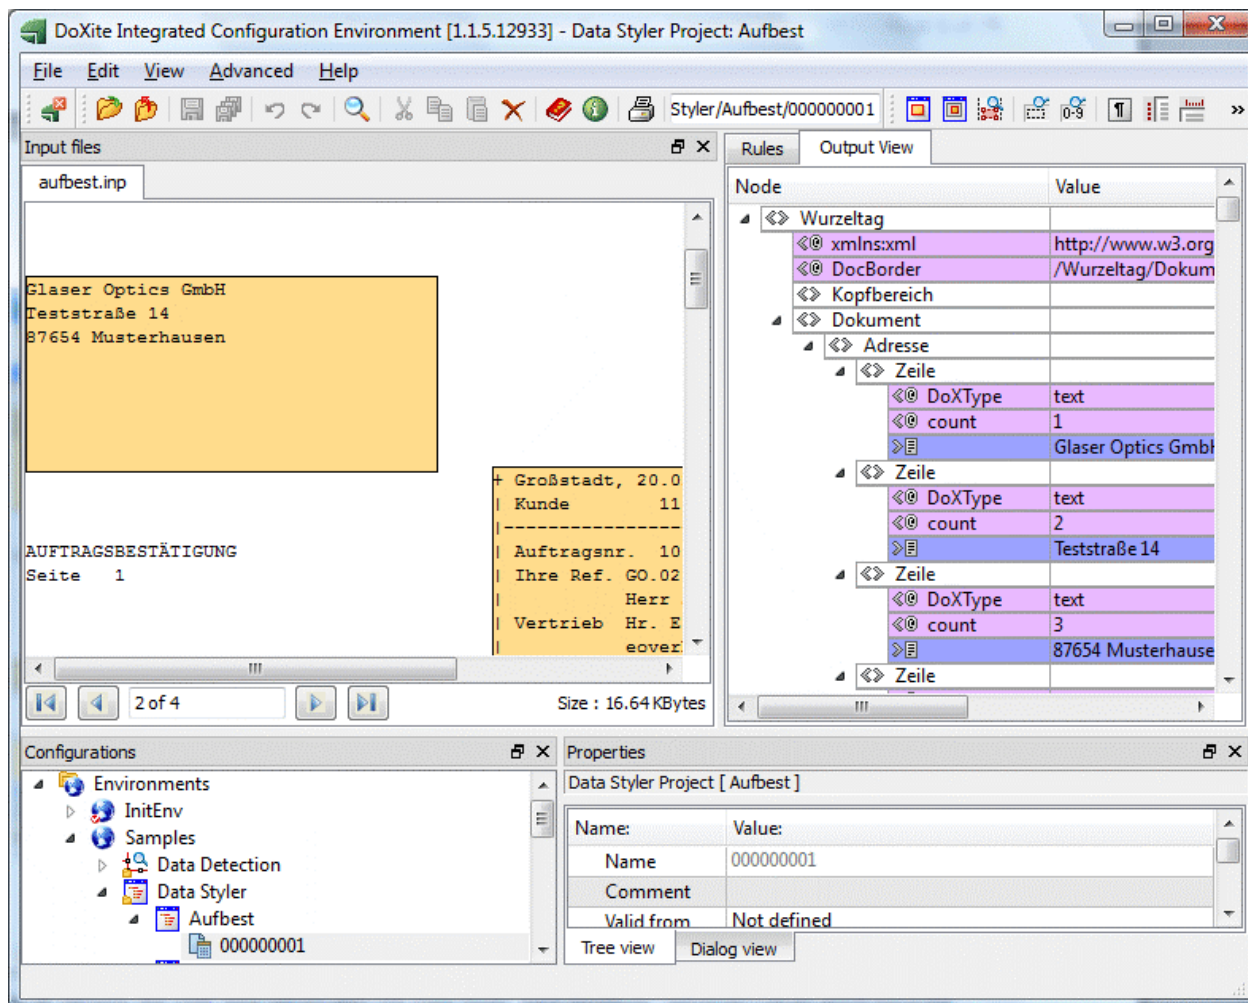 DoXite Integrated Configuration Environment [1.1.5.12933] - Data Styler Project: Aufbest
File Edit View Advanced Help
Styler/Aufbest/000000001
0-9
»
Input files
aufbest.inp
Glaser Optics GmbH
Teststraße 14
87654 Musterhausen
+ Großstadt, 20.0
| Kunde 11
|----------------
AUFTRAGSBESTÄTIGUNG | Auftragsnr. 10
Seite 1 | Ihre Ref. GO.02
| Herr
| Vertrieb Hr. E
| eover
2 of 4
Size : 16.64 KBytes
Rules Output View
Node Value
Wurzeltag
xmlns:xml http://www.w3.org
DocBorder /Wurzeltag/Dokum
Kopfbereich
Dokument
Adresse
Zeile
DoXType text
count 1
Glaser Optics GmbH
Zeile
DoXType text
count 2
Teststraße 14
Zeile
DoXType text
count 3
87654 Musterhause
Zeile
Configurations
Environments
InitEnv
Samples
Data Detection
Data Styler
Aufbest
000000001
Properties
Data Styler Project [ Aufbest ]
Name: Value:
Name 000000001
Comment
Valid from Not defined
Tree view Dialog view